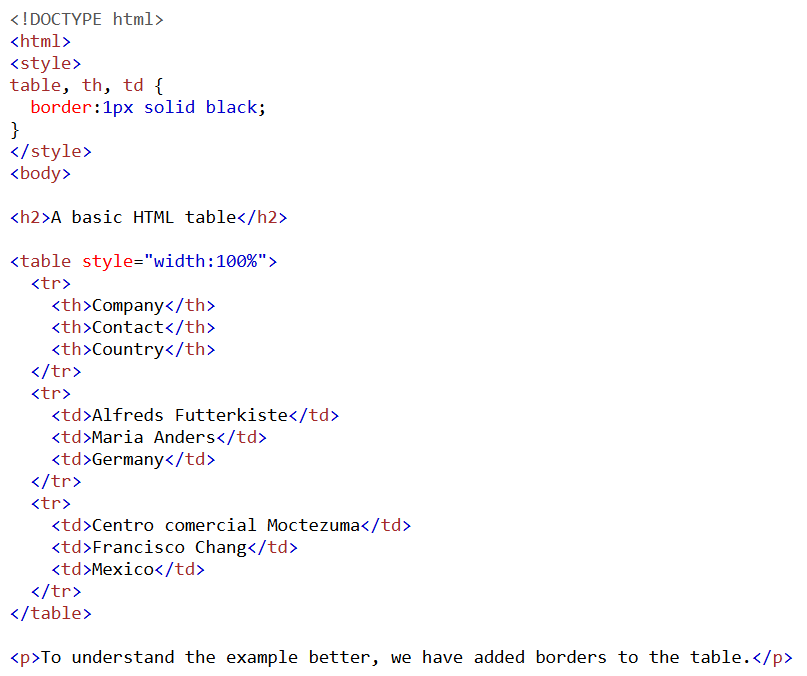 <!DOCTYPE html>
<html>
<style>
table, th, td {
  border:1px solid black;
}
</style>
<body>

<h2>A basic HTML table</h2>

<table style="width:100%">
  <tr>
    <th>Company</th>
    <th>Contact</th>
    <th>Country</th>
  </tr>
  <tr>
    <td>Alfreds Futterkiste</td>
    <td>Maria Anders</td>
    <td>Germany</td>
  </tr>
  <tr>
    <td>Centro comercial Moctezuma</td>
    <td>Francisco Chang</td>
    <td>Mexico</td>
  </tr>
</table>

<p>To understand the example better, we have added borders to the table.</p>